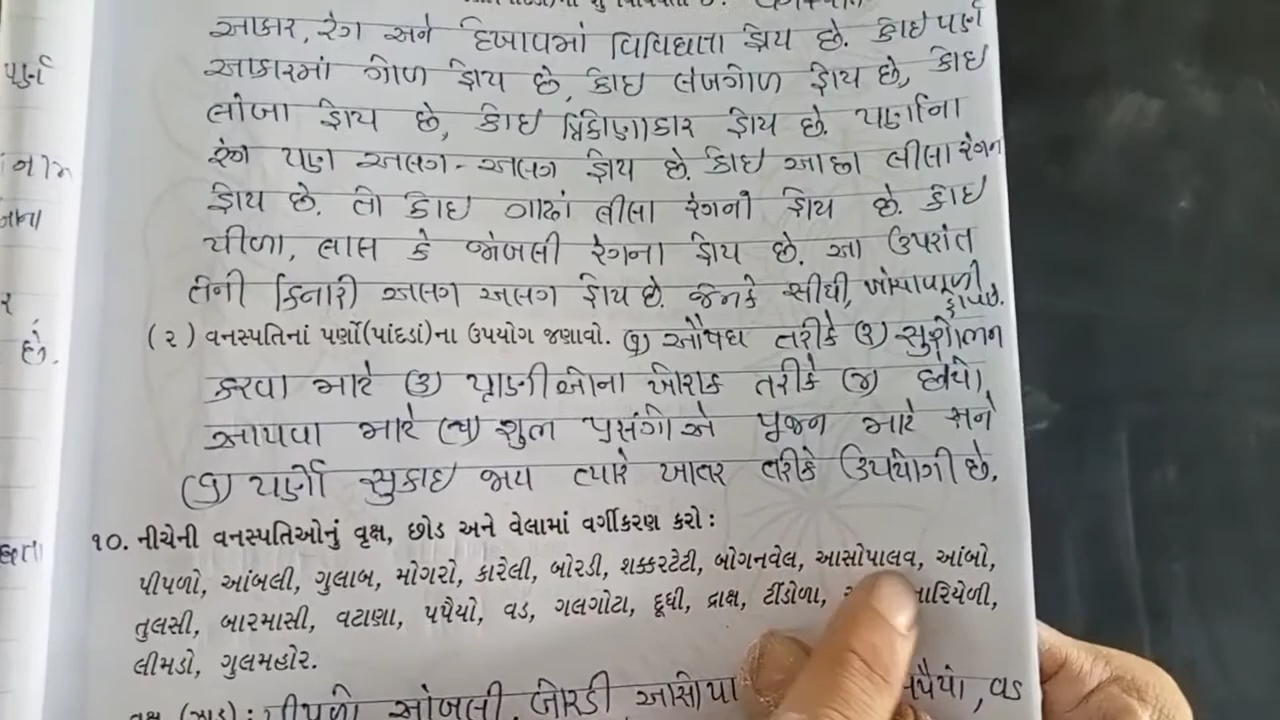 આકાર, રંગ અને દેખાવમાં વિવિધતા હોય છે. કોઇ પર્ણ
પર્ણ
આકારમાં ગોળ હોય છે, કોઇ લંબગોળ હોય છે, કોઇ
લાંબા હોય છે, કોઇ ત્રિકોણાકાર હોય છે. પર્ણોના
રંગ પણ અલગ-અલગ હોય છે. કોઇ આછા લીલા રંગના
હોય છે. તો કોઇ ગાઢાં લીલા રંગની હોય છે. કોઇ
પીળા, લાલ કે જાંબલી રંગના હોય છે. આ ઉપરાંત
તેની કિનારી અલગ અલગ હોય છે. જેમકે સીધી, ખાંચાવાળી હોય છે.
છે.
(૨) વનસ્પતિનાં પર્ણો(પાંદડાં)ના ઉપયોગ જણાવો. (૧) ઔષધ તરીકે (૨) સુશોભન
કરવા માટે (૩) પ્રાણીઓના ખોરાક તરીકે (૪) છાંયો
આપવા માટે (૫) શુભ પ્રસંગોએ પૂજન માટે અને
(૬) પર્ણો સુકાઇ જાય ત્યારે ખાતર તરીકે ઉપયોગી છે.
૧૦. નીચેની વનસ્પતિઓનું વૃક્ષ, છોડ અને વેલામાં વર્ગીકરણ કરો :
પીપળો, આંબલી, ગુલાબ, મોગરો, કારેલી, બોરડી, શક્કરટેટી, બોગનવેલ, આસોપાલવ, આંબો,
તુલસી, બારમાસી, વટાણા, પપૈયો, વડ, ગલગોટા, દૂધી, દ્રાક્ષ, ટીંડોળા, નારિયેળી,
લીમડો, ગુલમહોર.
વૃક્ષ (ઝાડ) : પીપળો આંબલી, બોરડી આસોપા પપૈયો, વડ